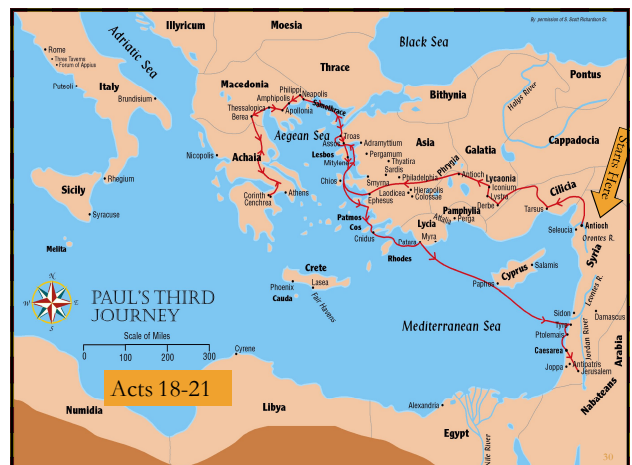 By permission of S. Scott Richardson Sr.
Illyricum
Moesia
Adriatic Sea
Black Sea
Rome
Three Taverns
Forum of Appius
Thrace
Pontus
Puteoli
Italy
Brundisium
Macedonia
Philippi
Neapolis
Amphipolis
Bithynia
Halys River
Thessalonica
Apollonia
Samothrace
Berea
Aegean Sea
Troas
Assos
Adramyttium
Asia
Galatia
Cappadocia
Starts Here
Nicopolis
Achaia
Lesbos
Mitylene
Pergamum
Thyatira
Sardis
Phrygia
Sicily
Rhegium
Chios
Smyrna
Philadelphia
Antioch
Lycaonia
Iconium
Cilicia
Corinth
Cenchrea
Athens
Laodicea
Ephesus
Hierapolis
Colossae
Lystra
Derbe
Tarsus
Syracuse
Patmos
Cos
Pamphylia
Attalia
Perga
Lycia
Myra
Seleucia
Antioch
Orontes R.
Melita
Cnidus
Patara
Rhodes
Syria
N
W
E
S
PAUL'S THIRD
JOURNEY
Crete
Phoenix
Lasea
Cauda
Fair Havens
Cyprus
Salamis
Paphos
Leontes R.
Scale of Miles
0
100
200
300
Mediterranean Sea
Sidon
Tyre
Damascus
Ptolemais
Jordan River
Arabia
Cyrene
Caesarea
Joppa
Antipatris
Jerusalem
Nabateans
Acts 18-21
Numidia
Libya
Alexandria
Egypt
Nile River
30